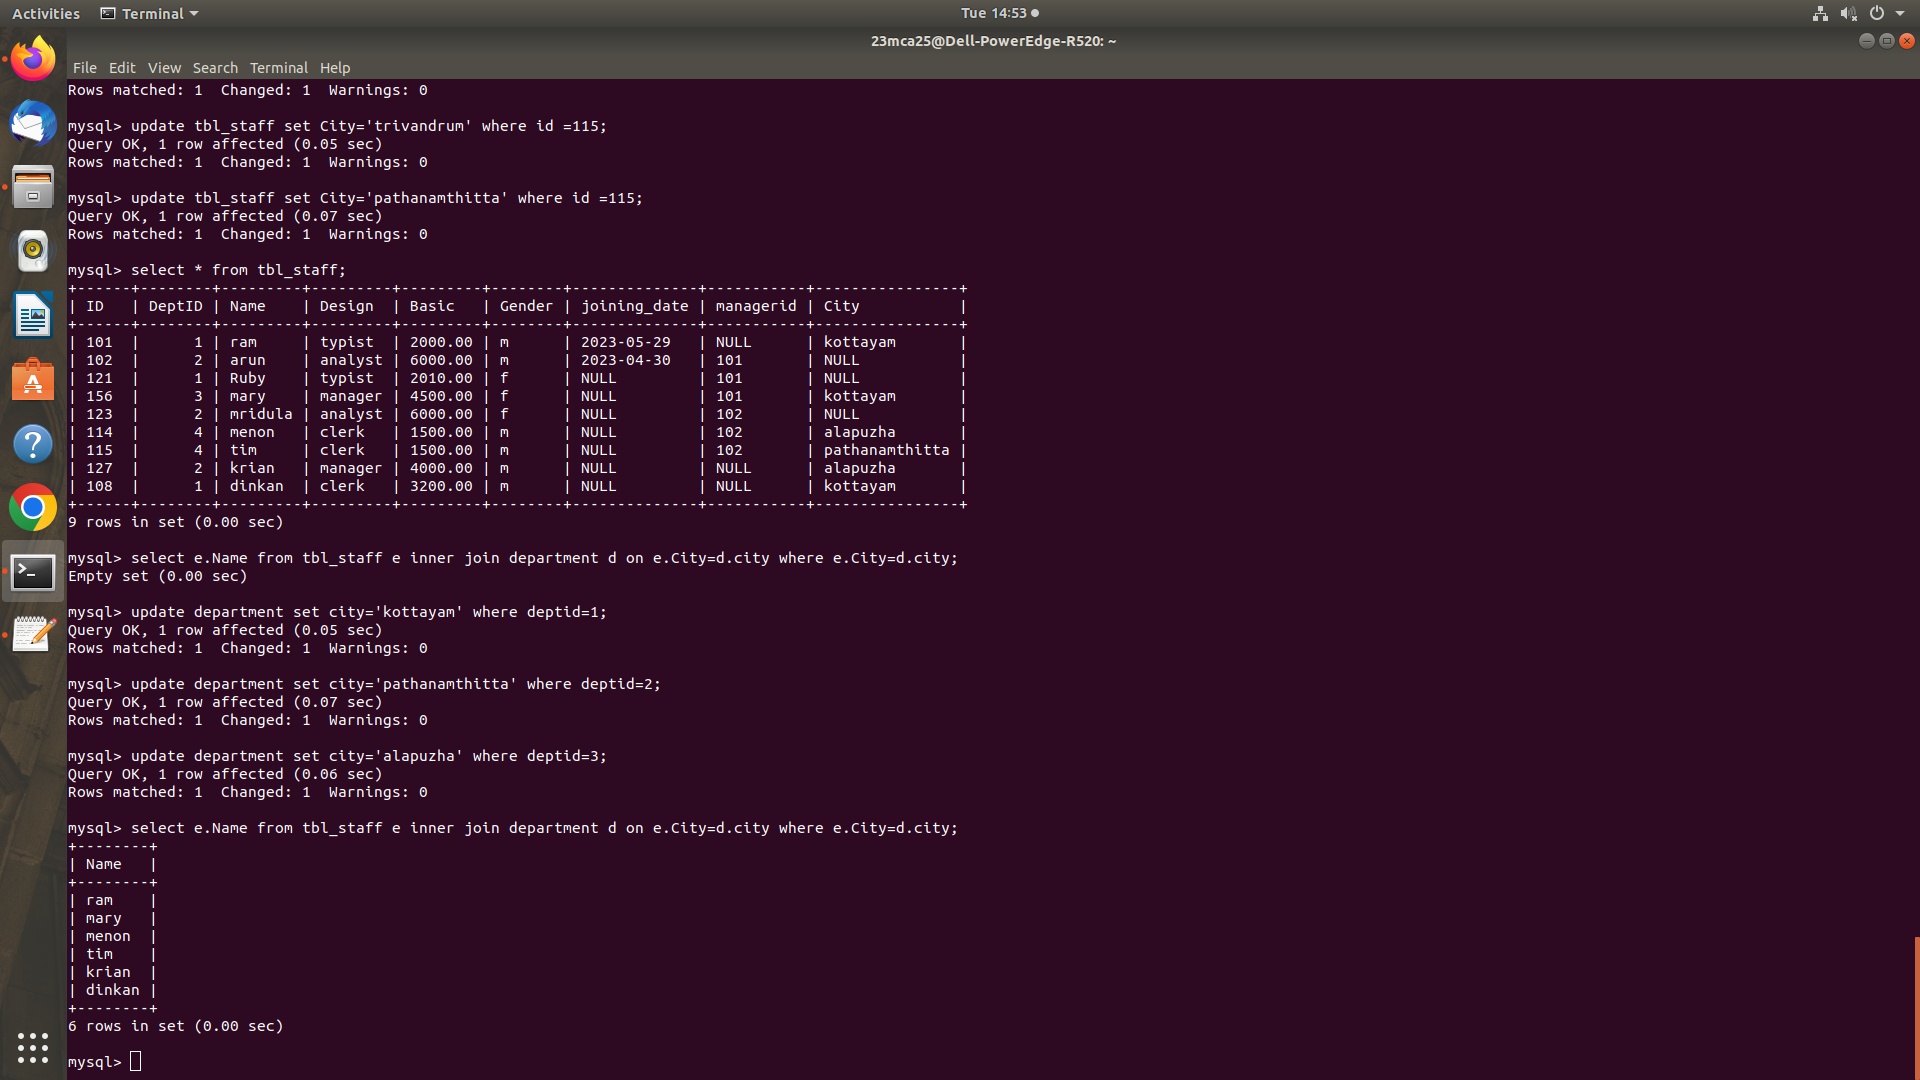 Activities Terminal Tue 14:53
23mca25@Dell-PowerEdge-R520: ~
File Edit View Search Terminal Help
Rows matched: 1  Changed: 1  Warnings: 0
mysql> update tbl_staff set City='trivandrum' where id =115;
Query OK, 1 row affected (0.05 sec)
Rows matched: 1  Changed: 1  Warnings: 0
mysql> update tbl_staff set City='pathanamthitta' where id =115;
Query OK, 1 row affected (0.07 sec)
Rows matched: 1  Changed: 1  Warnings: 0
mysql> select * from tbl_staff;
+------+--------+---------+---------+---------+--------+--------------+-----------+----------------+
| ID   | DeptID | Name    | Design  | Basic   | Gender | joining_date | managerid | City           |
+------+--------+---------+---------+---------+--------+--------------+-----------+----------------+
| 101  |      1 | ram     | typist  | 2000.00 | m      | 2023-05-29   | NULL      | kottayam       |
| 102  |      2 | arun    | analyst | 6000.00 | m      | 2023-04-30   | 101       | NULL           |
| 121  |      1 | Ruby    | typist  | 2010.00 | f      | NULL         | 101       | NULL           |
| 156  |      3 | mary    | manager | 4500.00 | f      | NULL         | 101       | kottayam       |
| 123  |      2 | mridula | analyst | 6000.00 | f      | NULL         | 102       | NULL           |
| 114  |      4 | menon   | clerk   | 1500.00 | m      | NULL         | 102       | alapuzha       |
| 115  |      4 | tim     | clerk   | 1500.00 | m      | NULL         | 102       | pathanamthitta |
| 127  |      2 | krian   | manager | 4000.00 | m      | NULL         | NULL      | alapuzha       |
| 108  |      1 | dinkan  | clerk   | 3200.00 | m      | NULL         | NULL      | kottayam       |
+------+--------+---------+---------+---------+--------+--------------+-----------+----------------+
9 rows in set (0.00 sec)
mysql> select e.Name from tbl_staff e inner join department d on e.City=d.city where e.City=d.city;
Empty set (0.00 sec)
mysql> update department set city='kottayam' where deptid=1;
Query OK, 1 row affected (0.05 sec)
Rows matched: 1  Changed: 1  Warnings: 0
mysql> update department set city='pathanamthitta' where deptid=2;
Query OK, 1 row affected (0.07 sec)
Rows matched: 1  Changed: 1  Warnings: 0
mysql> update department set city='alapuzha' where deptid=3;
Query OK, 1 row affected (0.06 sec)
Rows matched: 1  Changed: 1  Warnings: 0
mysql> select e.Name from tbl_staff e inner join department d on e.City=d.city where e.City=d.city;
+--------+
| Name   |
+--------+
| ram    |
| mary   |
| menon  |
| tim    |
| krian  |
| dinkan |
+--------+
6 rows in set (0.00 sec)
mysql>